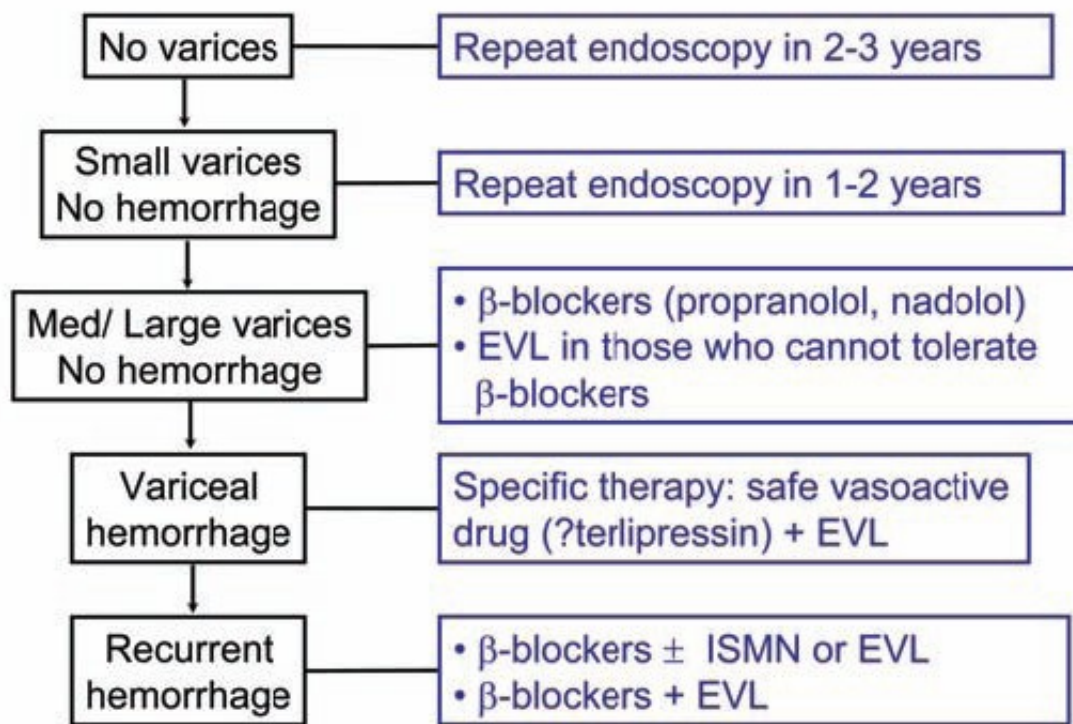 No varices
Repeat endoscopy in 2-3 years
Small varices
No hemorrhage
Repeat endoscopy in 1-2 years
Med/ Large varices
No hemorrhage
• β-blockers (propranolol, nadolol)
• EVL in those who cannot tolerate
β-blockers
Variceal
hemorrhage
Specific therapy: safe vasoactive
drug (?terlipressin) + EVL
Recurrent
hemorrhage
• β-blockers ± ISMN or EVL
• β-blockers + EVL